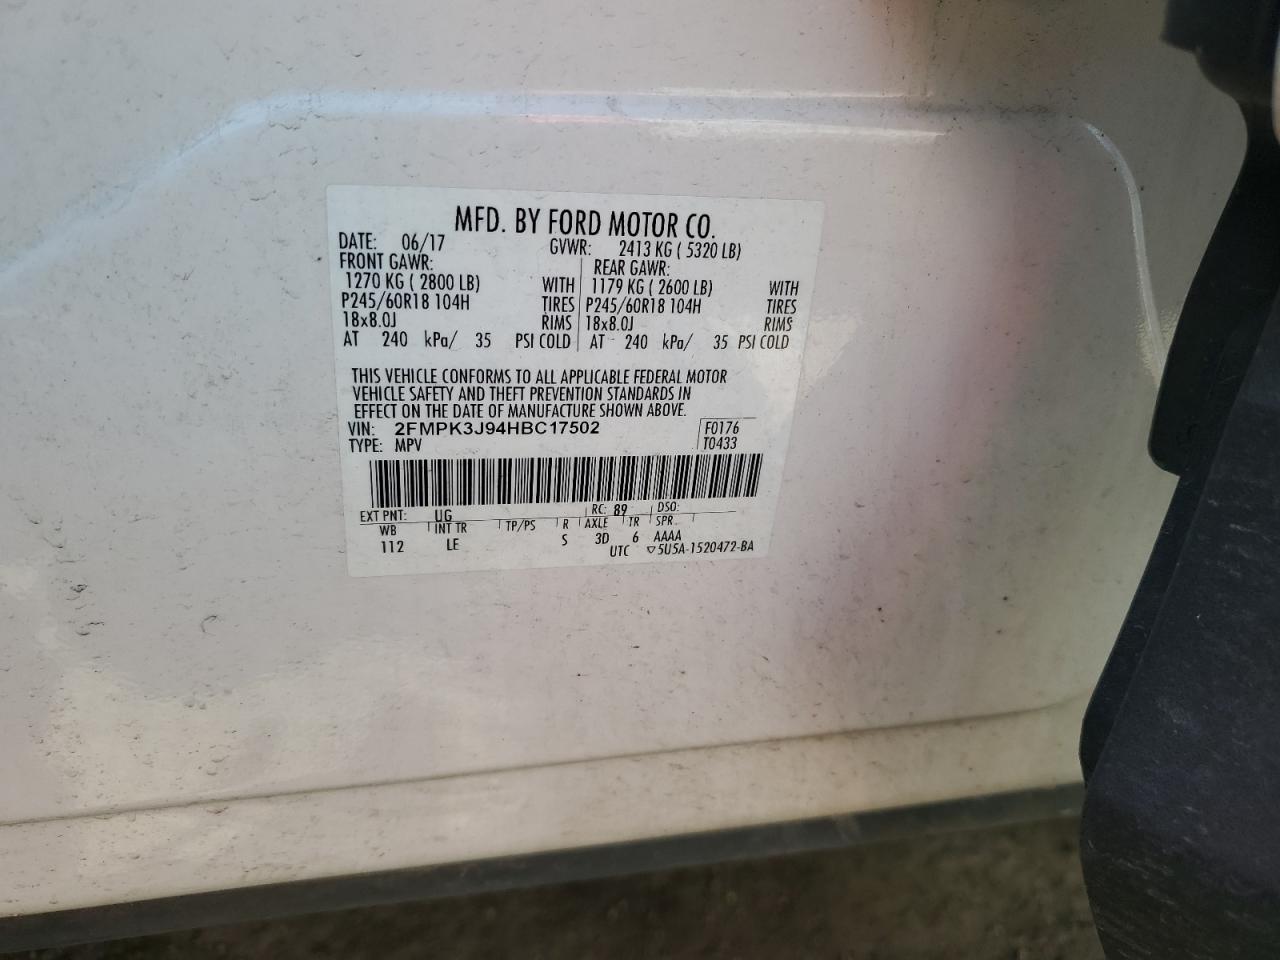 MFD. BY FORD MOTOR CO.
DATE: 06/17 GVWR: 2413 KG ( 5320 LB)
FRONT GAWR: REAR GAWR:
1270 KG ( 2800 LB) WITH 1179 KG ( 2600 LB) WITH
P245/60R18 104H TIRES P245/60R18 104H TIRES
18x8.0J RIMS 18x8.0J RIMS
AT 240 kPa/ 35 PSI COLD AT 240 kPa/ 35 PSI COLD
THIS VEHICLE CONFORMS TO ALL APPLICABLE FEDERAL MOTOR
VEHICLE SAFETY AND THEFT PREVENTION STANDARDS IN
EFFECT ON THE DATE OF MANUFACTURE SHOWN ABOVE.
VIN: 2FMPK3J94HBC17502 F0176
TYPE: MPV T0433
EXT PNT: UG RC: 89 DSO:
WB INT TR TP/PS R AXLE TR SPR
112 LE S 3D 6 AAAA
UTC ▽5U5A-1520472-BA